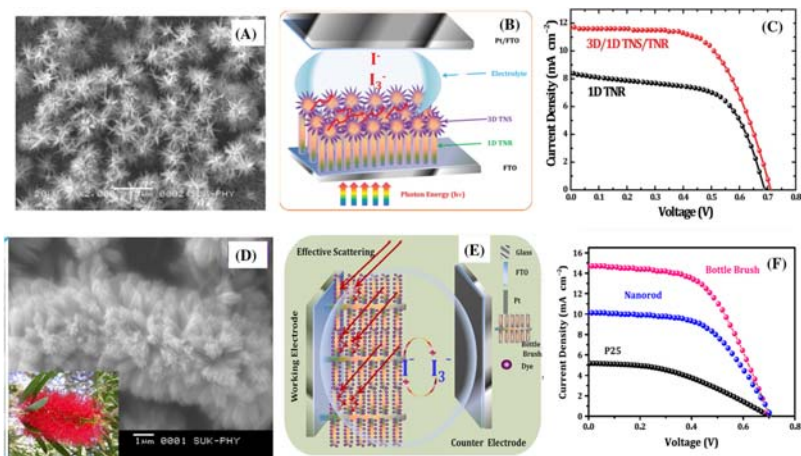 (A)
(B)
Pt/FTO
I-
I3-
Electrolyte
3D TNS
1D TNR
FTO
Photon Energy (hν)
(C)
Current Density (mA cm-2)
12
10
8
6
4
2
0
3D/1D TNS/TNR
1D TNR
0.0 0.1 0.2 0.3 0.4 0.5 0.6 0.7 0.8
Voltage (V)
(D)
1μm 0001 SUK-PHY
(E)
Effective Scattering
Working Electrode
I- I3-
Glass
FTO
Pt
Bottle
Brush
Dye
Counter Electrode
(F)
Current Density (mA cm-2)
16
14
12
10
8
6
4
2
0
Bottle Brush
Nanorod
P25
0.0 0.2 0.4 0.6 0.8
Voltage (V)